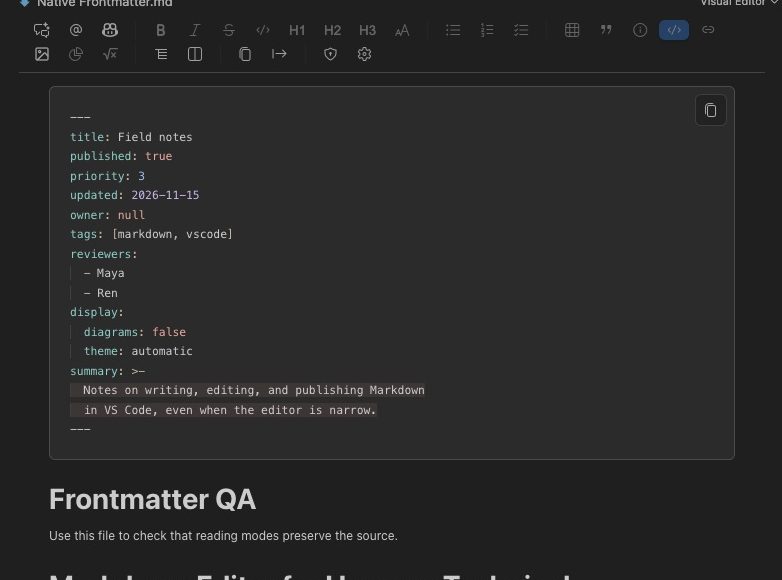 Native Frontmatter.md
Visual Editor
@ B I S </> H1 H2 H3 AA
---
title: Field notes
published: true
priority: 3
updated: 2026-11-15
owner: null
tags: [markdown, vscode]
reviewers:
- Maya
- Ren
display:
diagrams: false
theme: automatic
summary: >-
Notes on writing, editing, and publishing Markdown
in VS Code, even when the editor is narrow.
---
Frontmatter QA
Use this file to check that reading modes preserve the source.